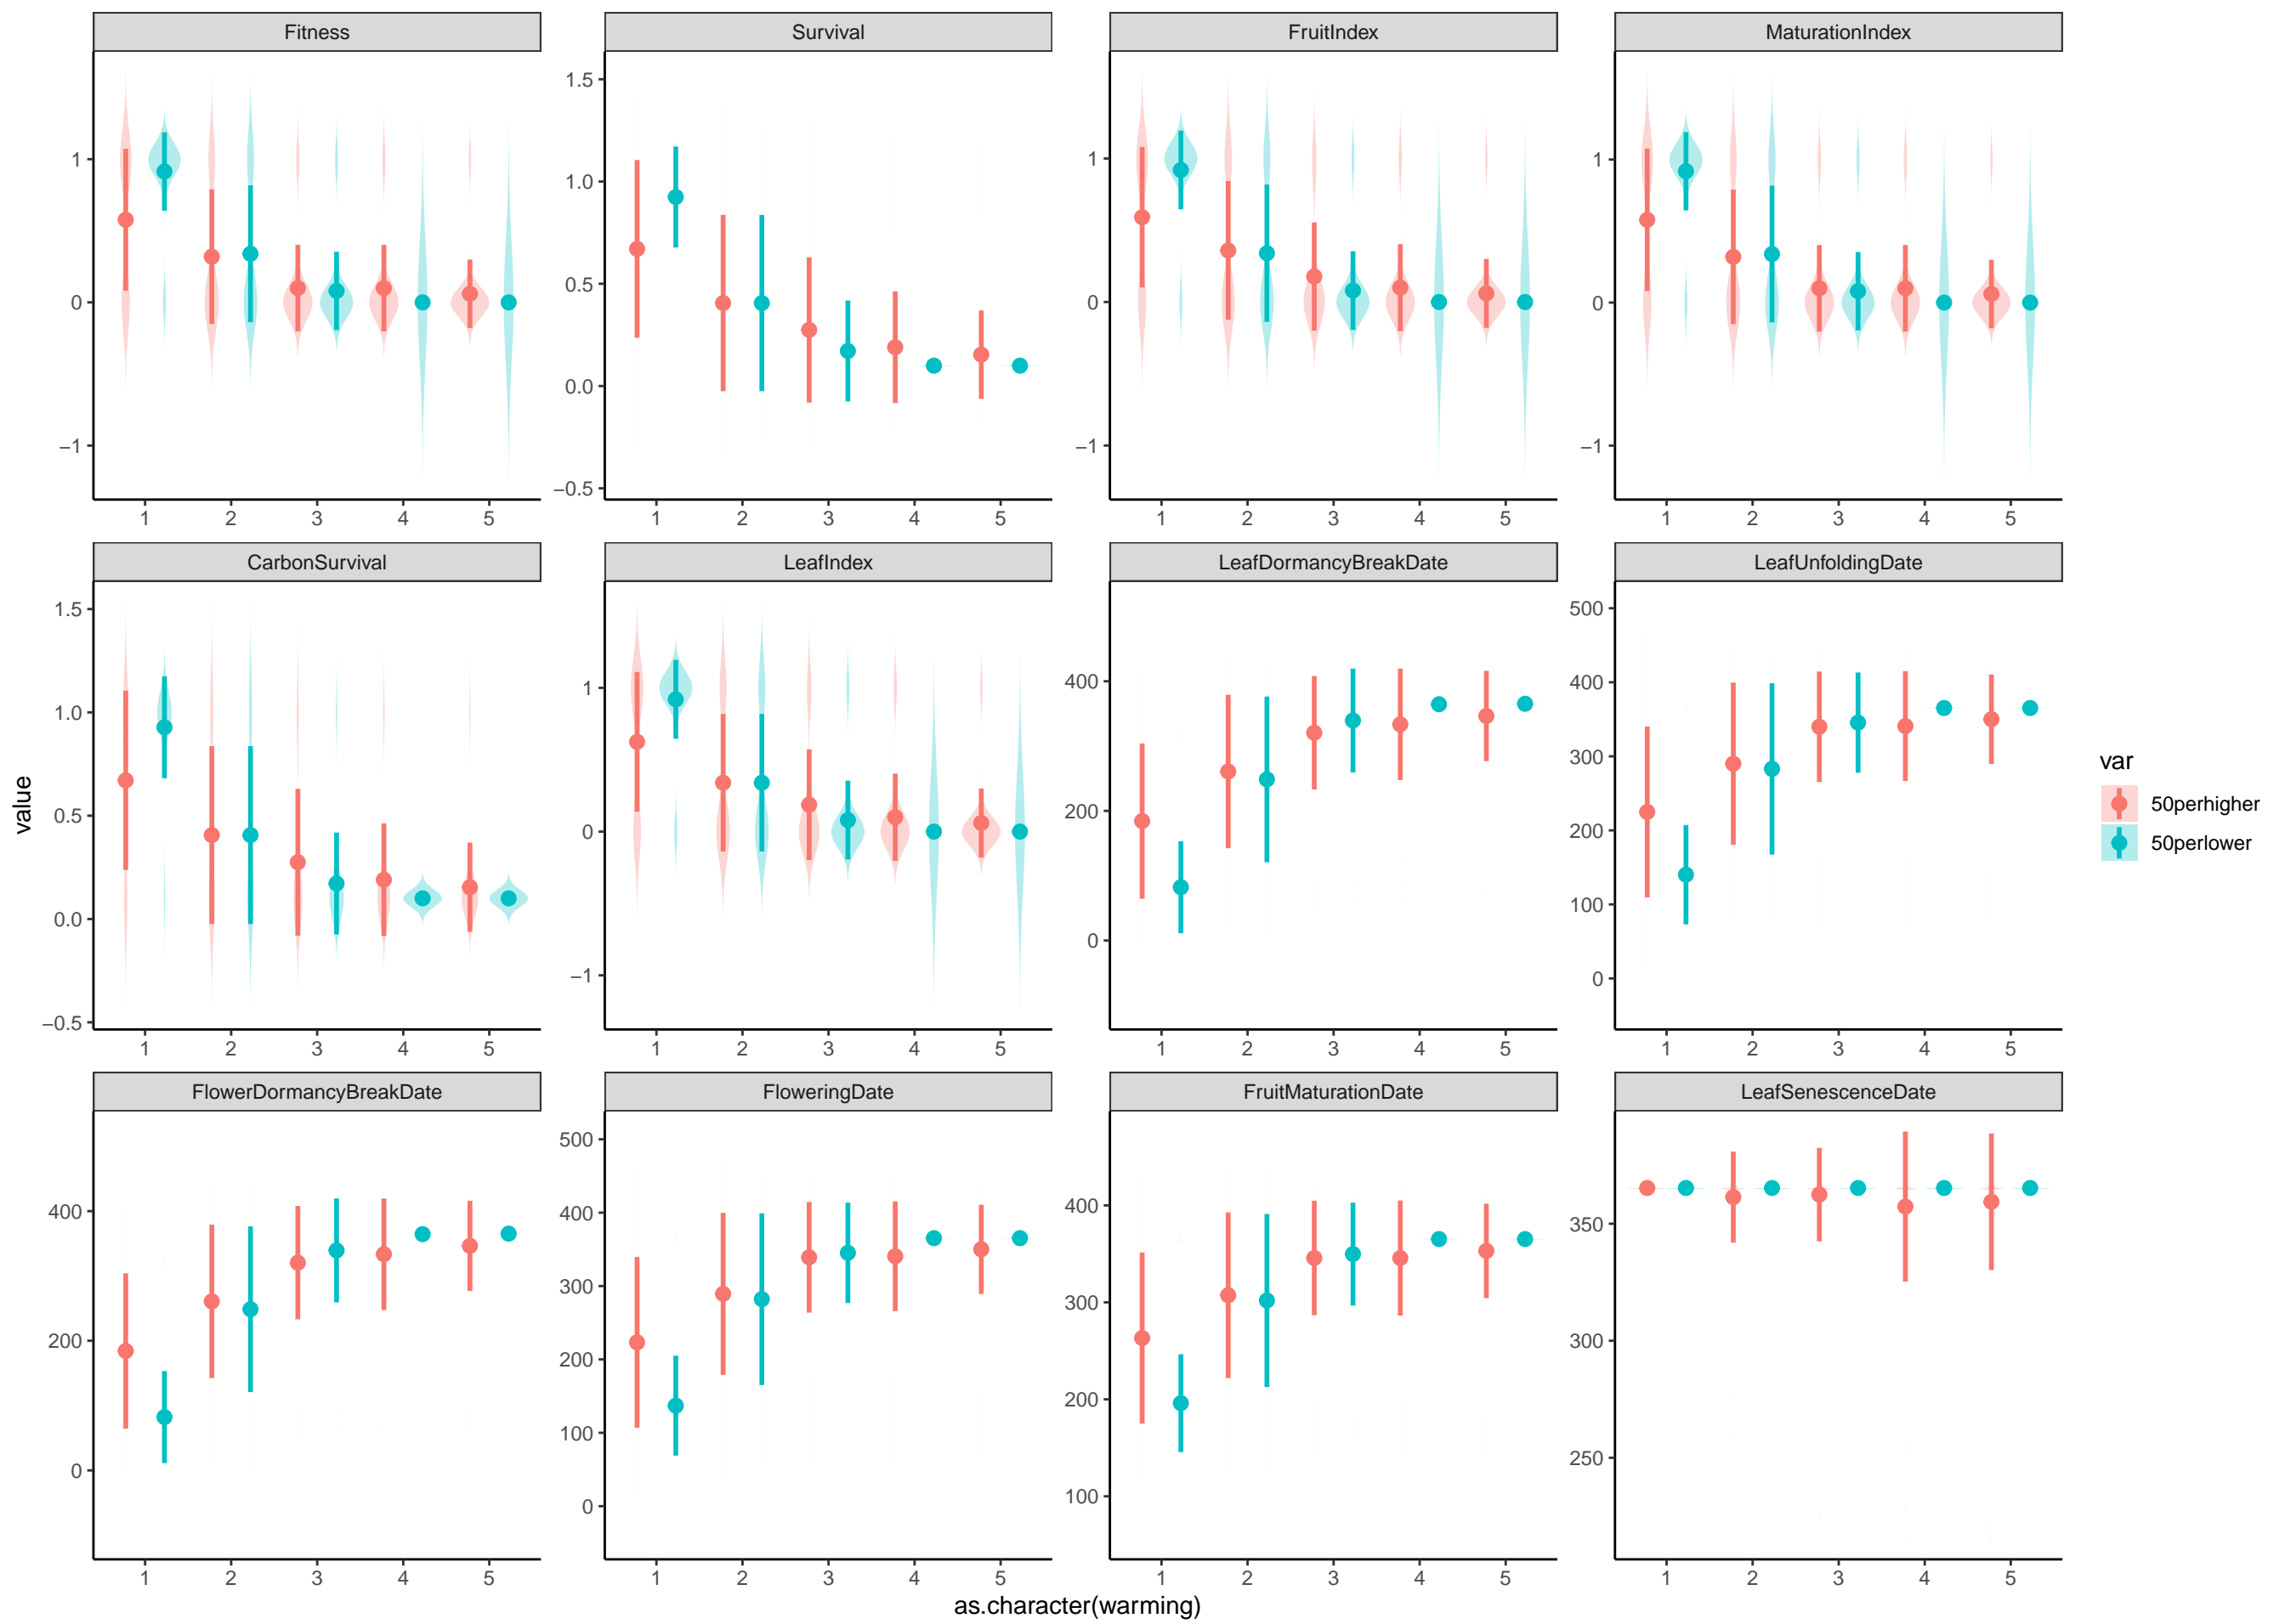 Fitness Survival FruitIndex MaturationIndex
1 0 −1
1.5 1.0 0.5 0.0 −0.5
1 0 −1
1 0 −1
1 2 3 4 5 1 2 3 4 5 1 2 3 4 5 1 2 3 4 5
CarbonSurvival LeafIndex LeafDormancyBreakDate LeafUnfoldingDate
1.5 1.0 0.5 0.0 −0.5
1 0 −1
400 200 0
500 400 300 200 100 0
1 2 3 4 5 1 2 3 4 5 1 2 3 4 5 1 2 3 4 5
FlowerDormancyBreakDate FloweringDate FruitMaturationDate LeafSenescenceDate
400 200 0
500 400 300 200 100 0
400 300 200 100
350 300 250
1 2 3 4 5 1 2 3 4 5 1 2 3 4 5 1 2 3 4 5
value
as.character(warming)
var
50perhigher
50perlower